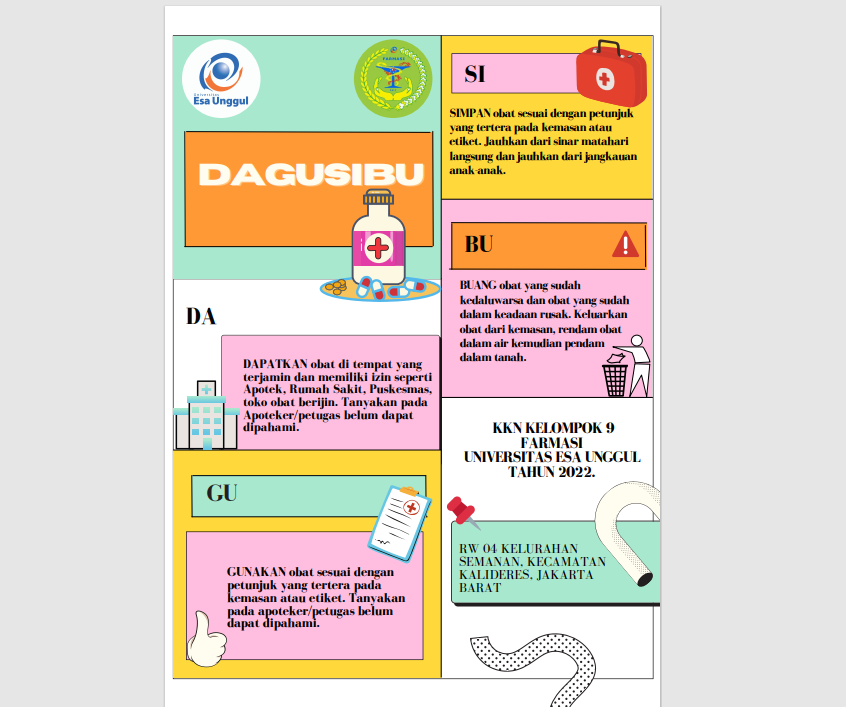 Universitas
Esa Unggul
FARMASI
DAGUSIBU
DA
DAPATKAN obat di tempat yang
terjamin dan memiliki izin seperti
Apotek, Rumah Sakit, Puskesmas,
toko obat berijin. Tanyakan pada
Apoteker/petugas belum dapat
dipahami.
GU
GUNAKAN obat sesuai dengan
petunjuk yang tertera pada
kemasan atau etiket. Tanyakan
pada apoteker/petugas belum
dapat dipahami.
SI
SIMPAN obat sesuai dengan petunjuk
yang tertera pada kemasan atau
etiket. Jauhkan dari sinar matahari
langsung dan jauhkan dari jangkauan
anak-anak.
BU
BUANG obat yang sudah
kedaluwarsa dan obat yang sudah
dalam keadaan rusak. Keluarkan
obat dari kemasan, rendam obat
dalam air kemudian pendam
dalam tanah.
KKN KELOMPOK 9
FARMASI
UNIVERSITAS ESA UNGGUL
TAHUN 2022.
RW 04 KELURAHAN
SEMANAN, KECAMATAN
KALIDERES, JAKARTA
BARAT